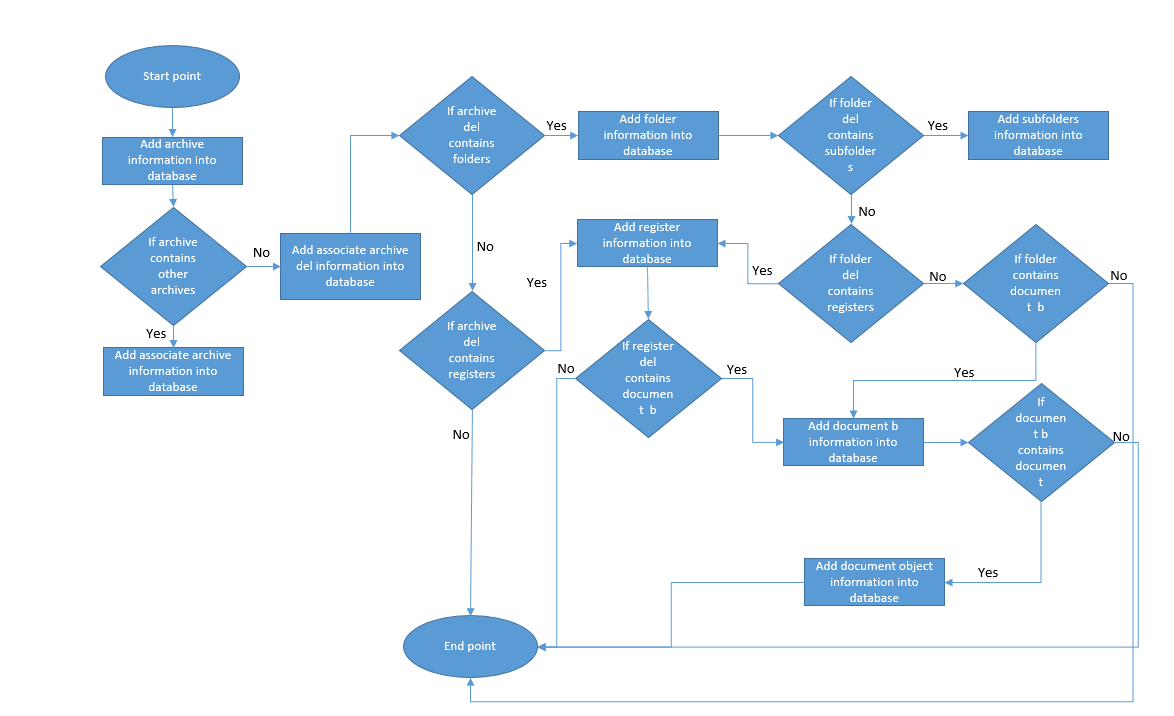 Start point
Add archive
information into
database
If archive
contains
other
archives
No
Yes
Add associate archive
information into
database
Add associate archive
del information into
database
If archive
del
contains
folders
Yes
No
Add folder
information into
database
If folder
del
contains
subfolder
s
Yes
Add subfolders
information into
database
No
If archive
del
contains
registers
Yes
No
Add register
information into
database
If folder
del
contains
registers
Yes
No
If folder
contains
documen
t b
No
Yes
If register
del
contains
documen
t b
No
Yes
Add document b
information into
database
If
documen
t b
contains
documen
t
No
Yes
Add document object
information into
database
End point